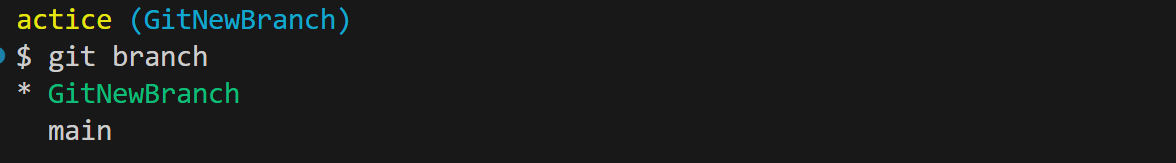 actice (GitNewBranch)
$ git branch
* GitNewBranch
  main